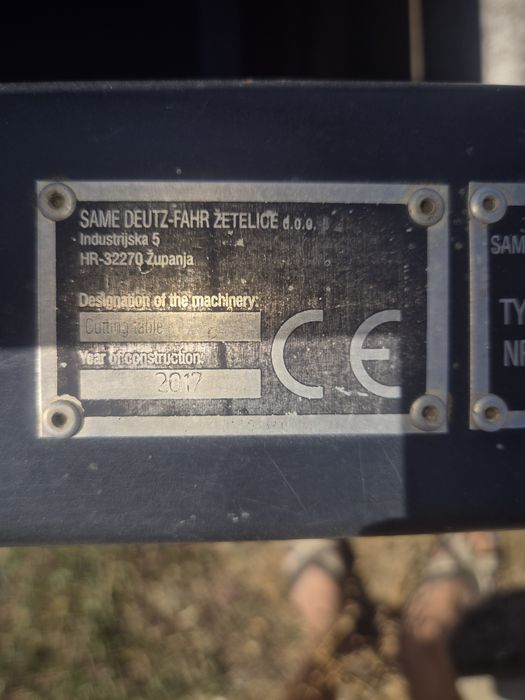 SAME DEUTZ-FAHR ŽETELICE d.o.o.
Industrijska 5
HR-32270 Županja
Designation of the machinery:
Cutting table
Year of construction:
2017
CE
SAM
TY
NR